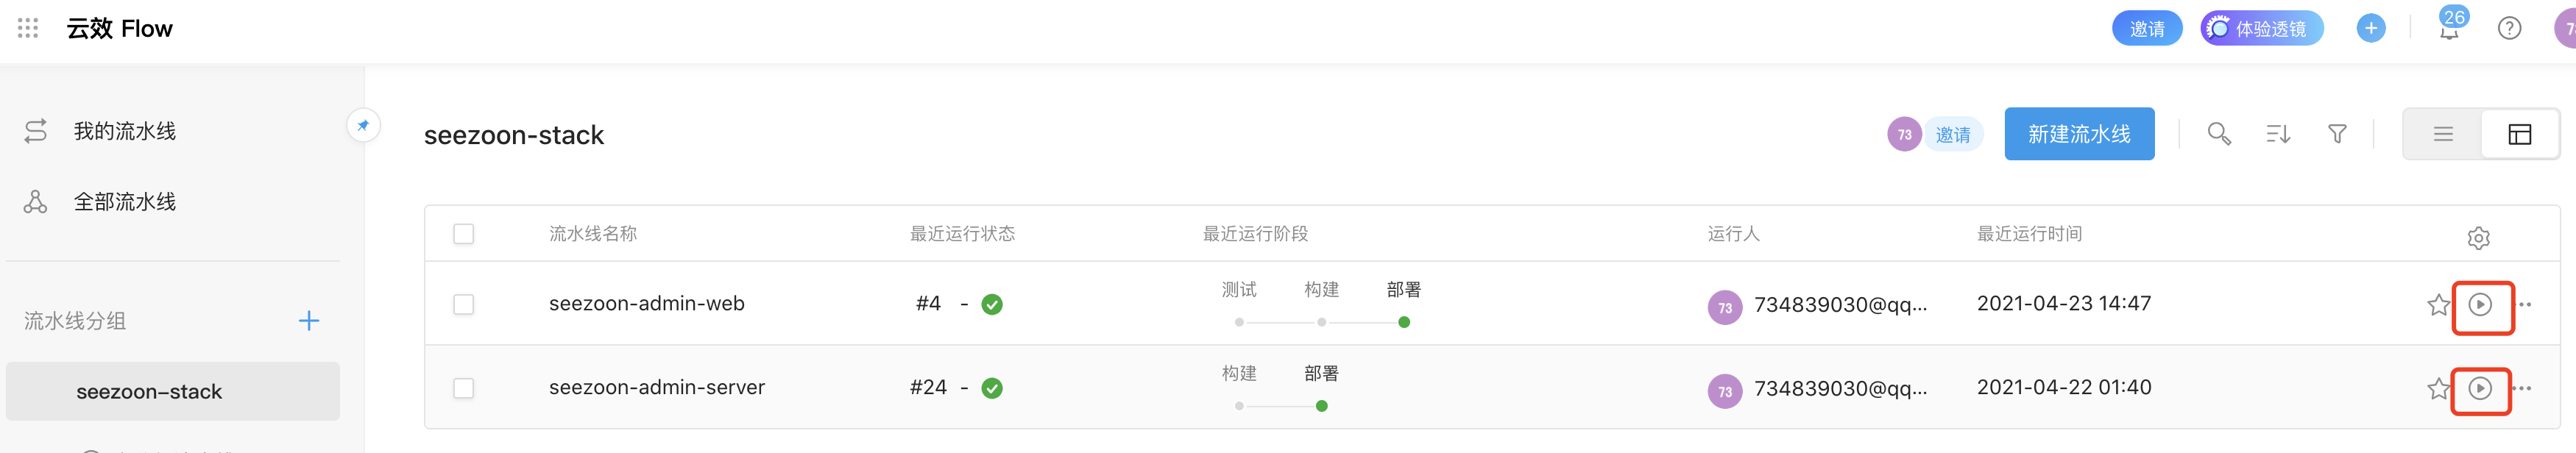 云效 Flow
邀请
体验透镜
26
我的流水线
全部流水线
流水线分组
seezoon-stack
seezoon-stack
73
邀请
新建流水线
流水线名称 最近运行状态 最近运行阶段 运行人 最近运行时间
测试 构建 部署
seezoon-admin-web #4 - 73 734839030@qq... 2021-04-23 14:47
构建 部署
seezoon-admin-server #24 - 73 734839030@qq... 2021-04-22 01:40